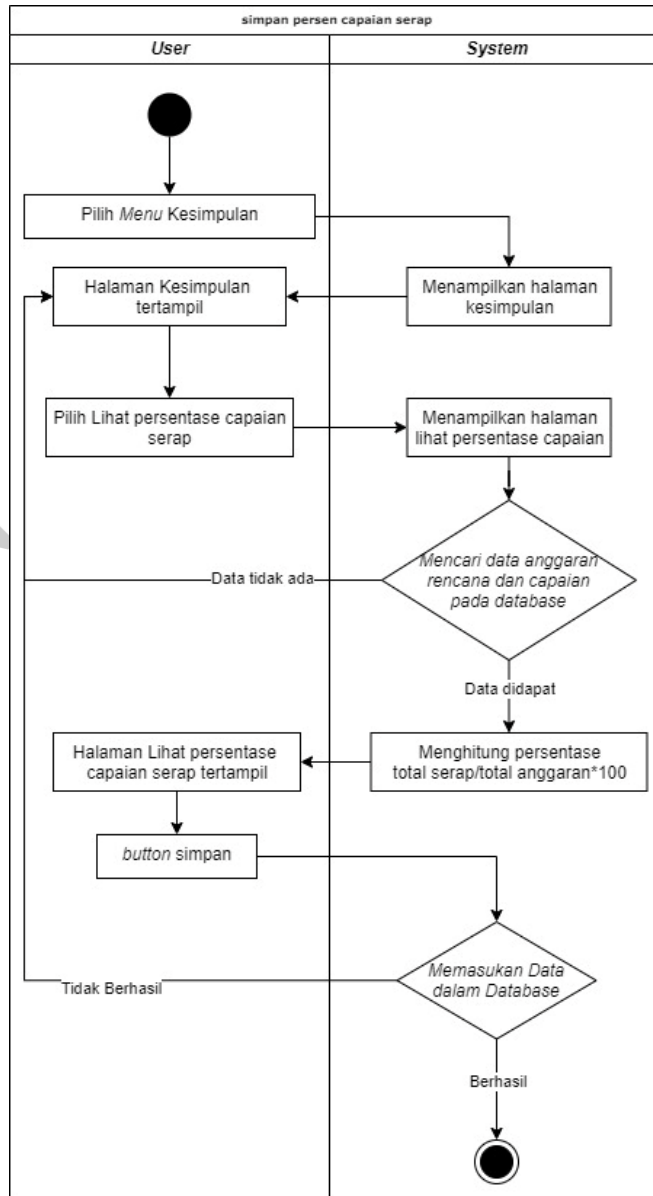 simpan persen capaian serap
User
System
Pilih Menu Kesimpulan
Halaman Kesimpulan
tertampil
Menampilkan halaman
kesimpulan
Pilih Lihat persentase capaian
serap
Menampilkan halaman
lihat persentase capaian
Mencari data anggaran
rencana dan capaian
pada database
Data tidak ada
Data didapat
Halaman Lihat persentase
capaian serap tertampil
Menghitung persentase
total serap/total anggaran*100
button simpan
Memasukan Data
dalam Database
Tidak Berhasil
Berhasil